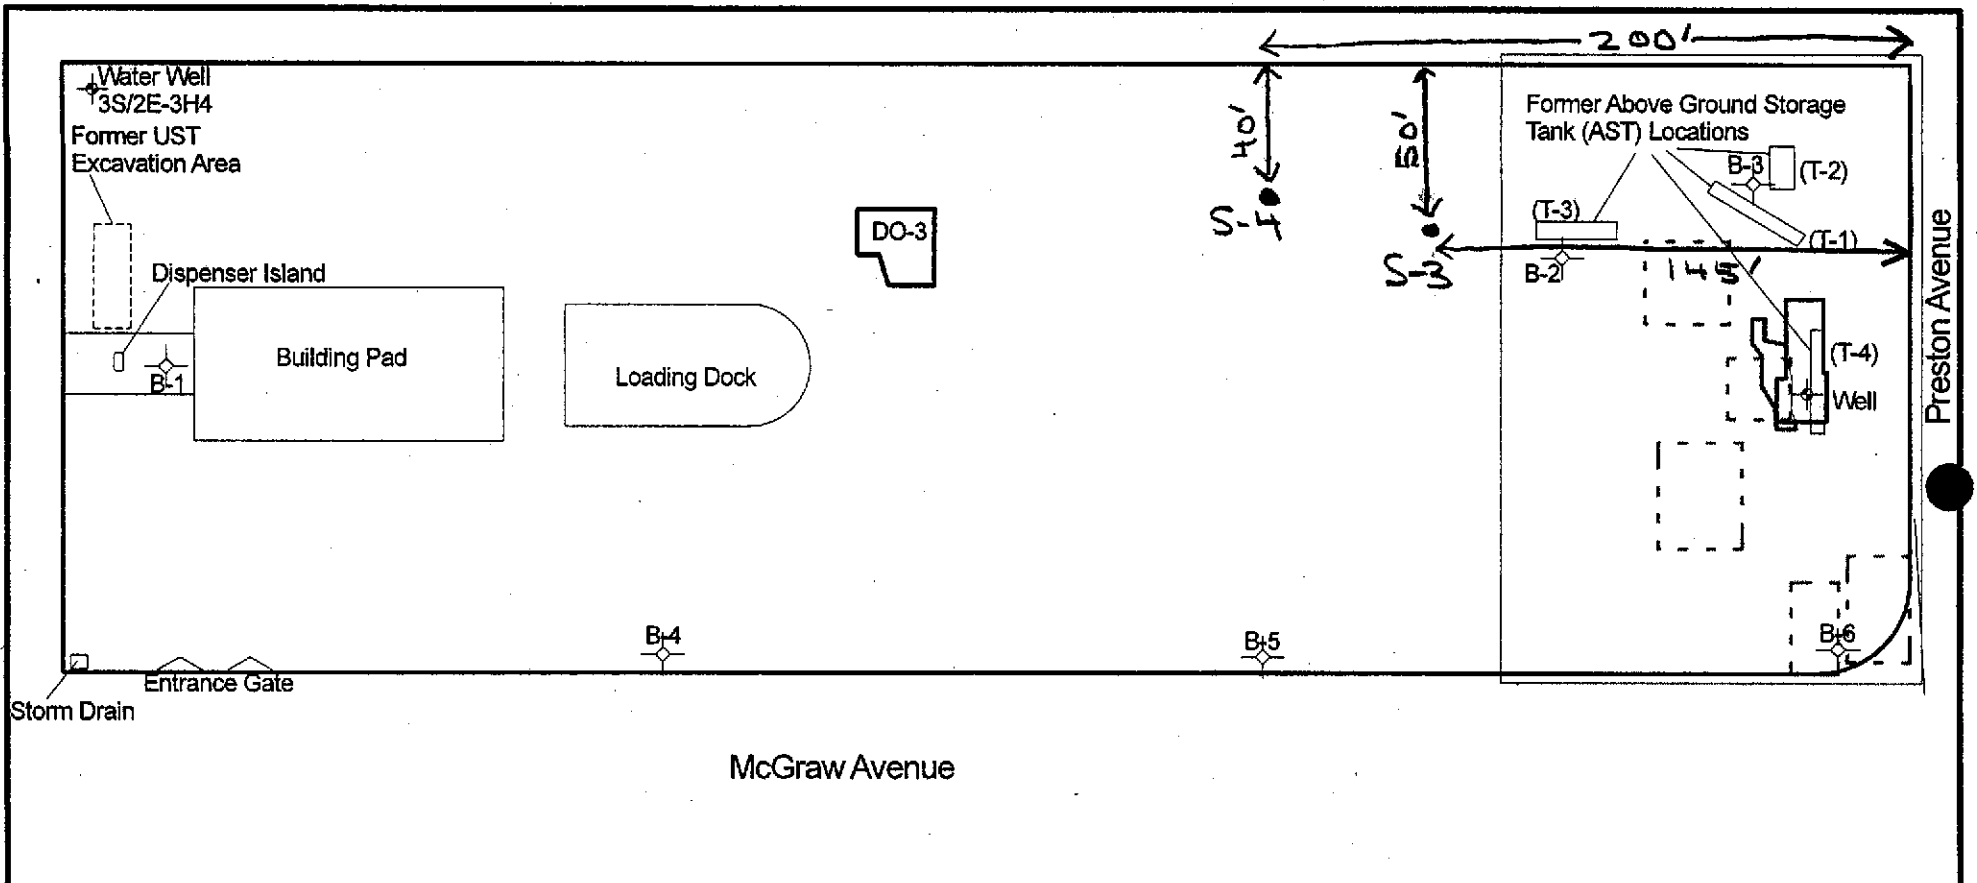 200'
Water Well
3S/2E-3H4
Former UST
Excavation Area
40'
50'
Former Above Ground Storage
Tank (AST) Locations
B-3
(T-2)
(T-3)
(T-1)
S-4
DO-3
S-3
B-2
145'
Dispenser Island
Building Pad
Loading Dock
B-1
(T-4)
Well
Preston Avenue
B-4
B-5
B-6
Entrance Gate
Storm Drain
McGraw Avenue